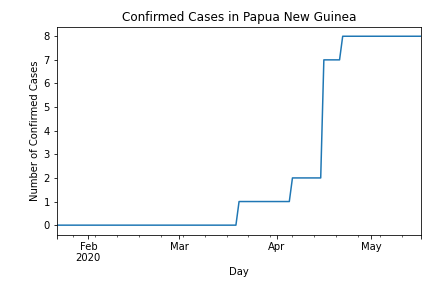 Confirmed Cases in Papua New Guinea
Number of Confirmed Cases
8
7
6
5
4
3
2
1
0
Feb
2020
Mar
Apr
May
Day